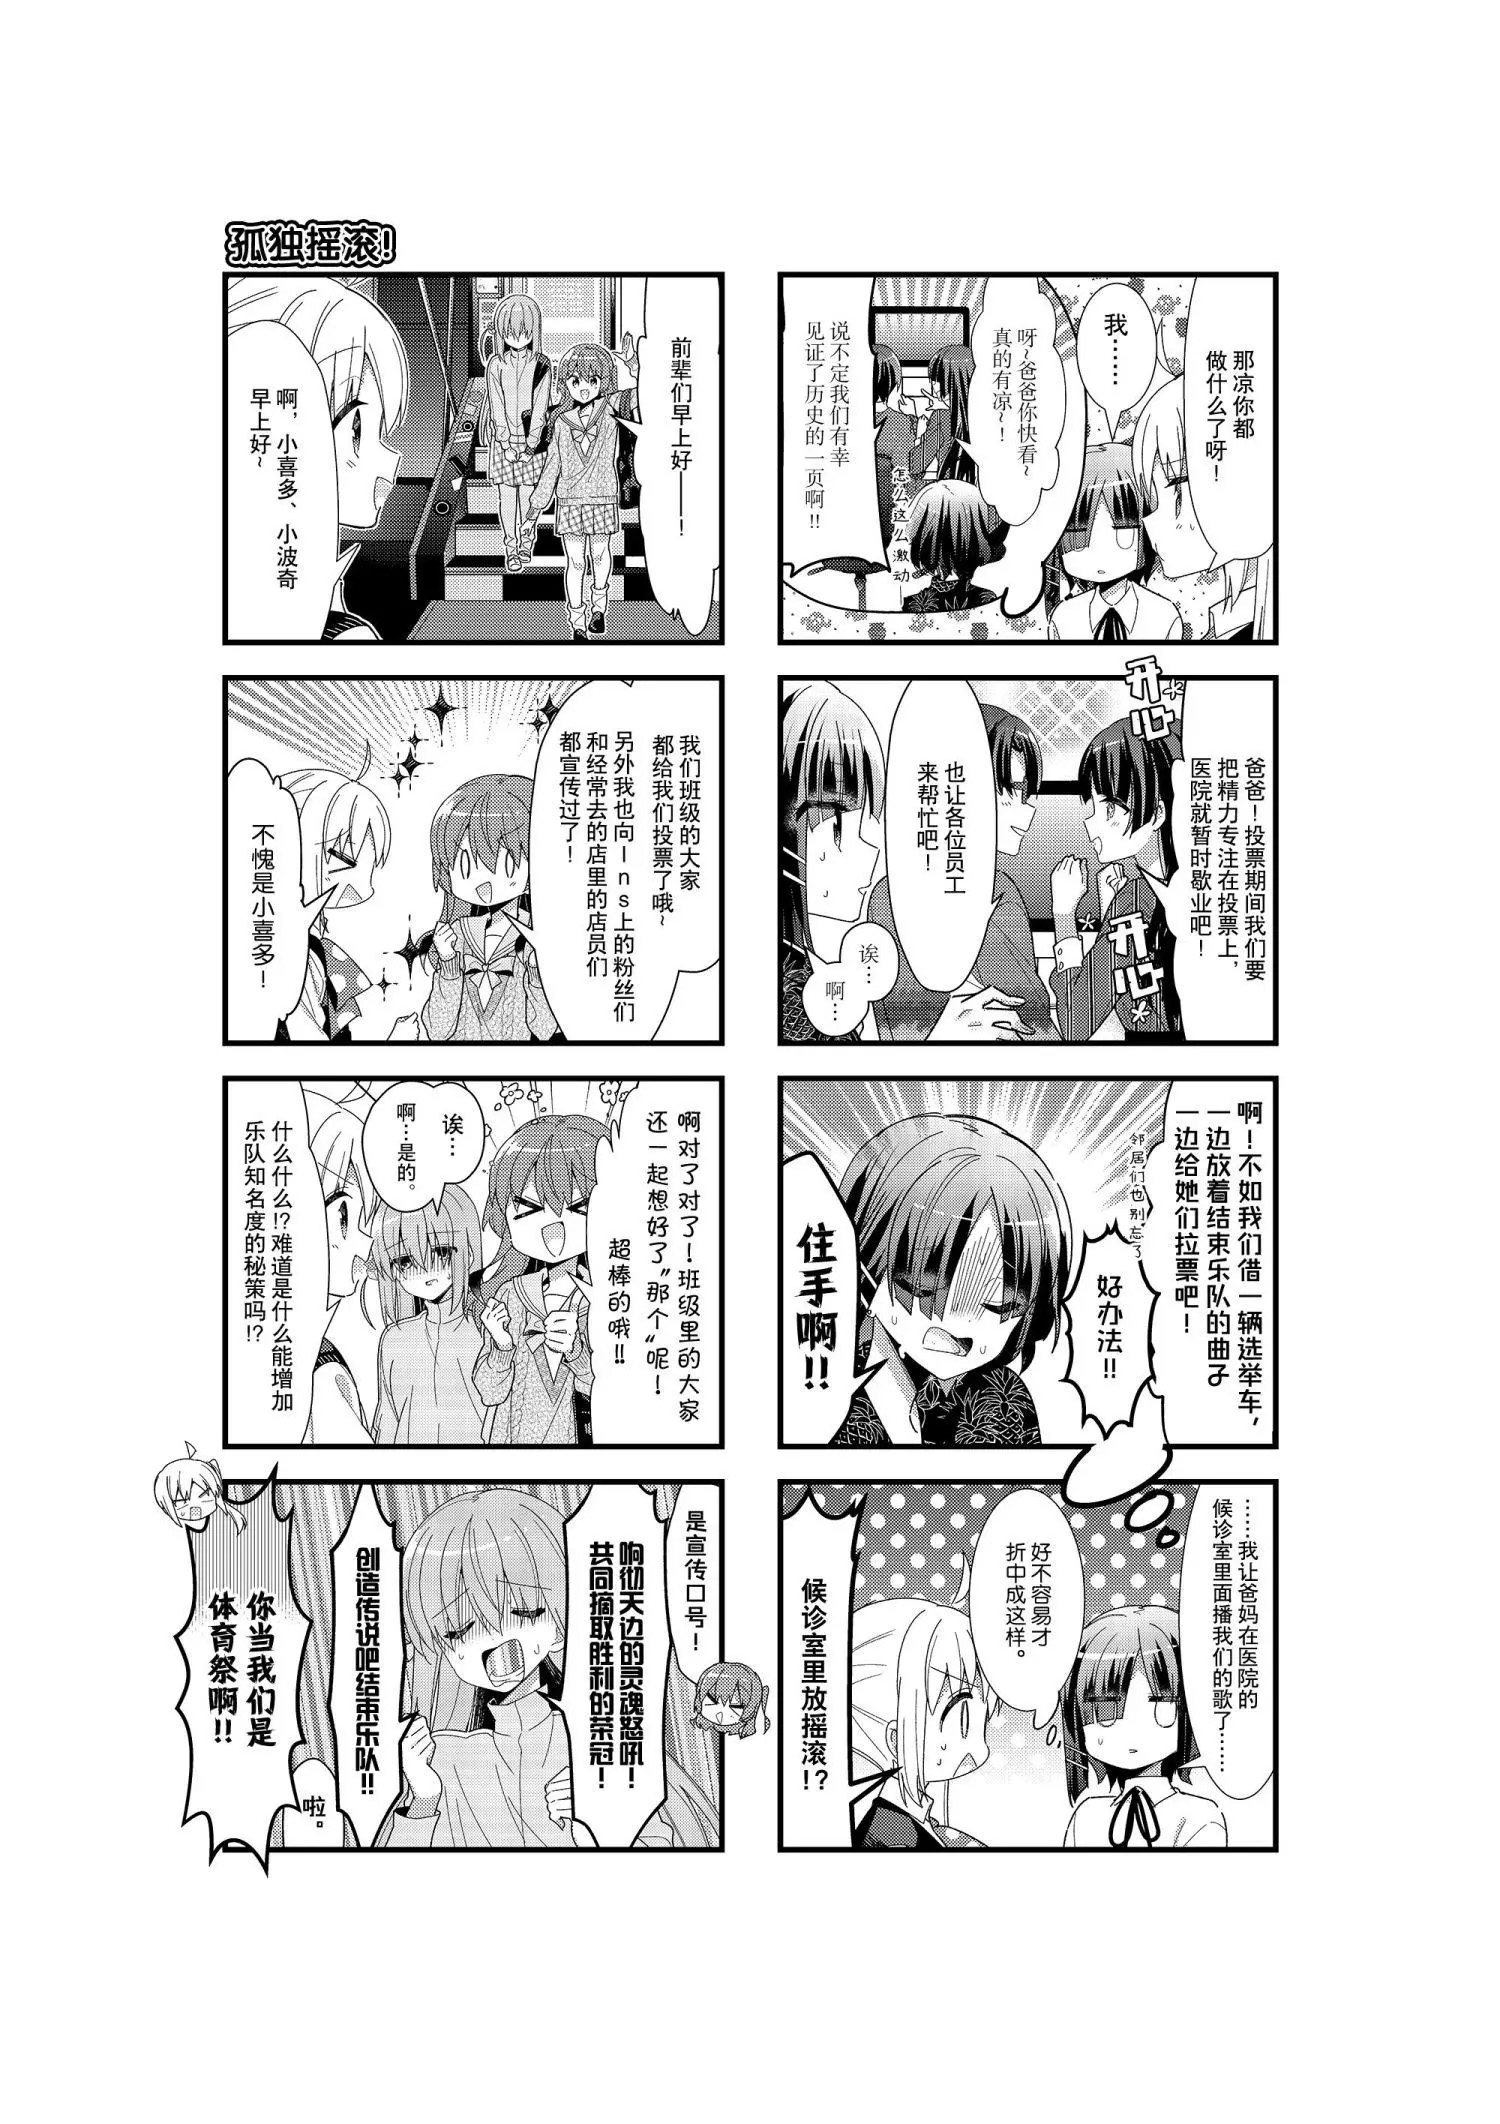 孤独摇滚!
那凉你都
做什么了呀!
我……
呀~爸爸你快看~
真的有凉~!
说不定我们有幸
见证了历史的一页啊!!
怎么这么激动
开心
爸爸!投票期间我们要
把精力专注在投票上,
医院就暂时歇业吧!
开心
也让各位员工
来帮忙吧!
诶…
啊…
啊!不如我们借一辆选举车,
一边放着结束乐队的曲子
一边给她们拉票吧!
邻居们也别忘了
好办法!!
住手啊!!
……我让爸妈在医院的
候诊室里面播我们的歌了……
好不容易才
折中成这样。
候诊室里放摇滚!?
前辈们早上好——!
啊,小喜多、小波奇
早上好~
我们班级的大家
都给我们投票了哦~
另外我也向Ins上的粉丝们
和经常去的店里的店员们
都宣传过了!
不愧是小喜多!
啊对了对了!班级里的大家
还一起想好了"那个"呢!
超棒的哦!!
诶…
啊…是的。
什么什么!?难道是什么能增加
乐队知名度的秘策吗!?
是宣传口号!
响彻天边的灵魂怒吼!
共同摘取胜利的荣冠!
创造传说吧结束乐队!!
啦。
你当我们是
体育祭啊!!